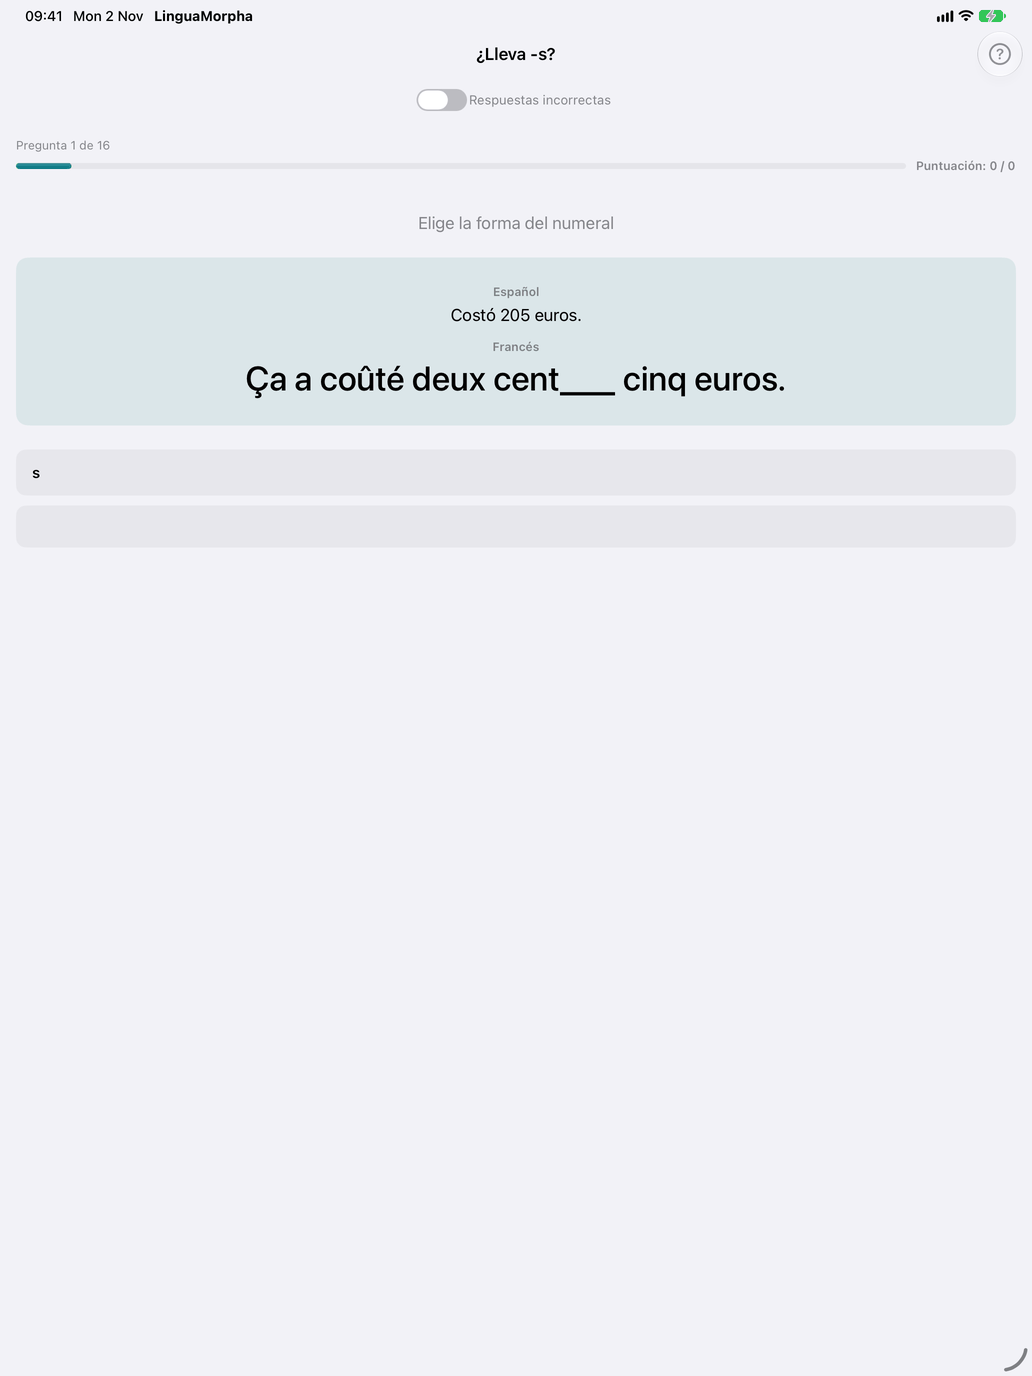 09:41 Mon 2 Nov LinguaMorpha
¿Lleva -s?
Respuestas incorrectas
Pregunta 1 de 16
Puntuación: 0 / 0
Elige la forma del numeral
Español
Costó 205 euros.
Francés
Ça a coûté deux cent____ cinq euros.
s